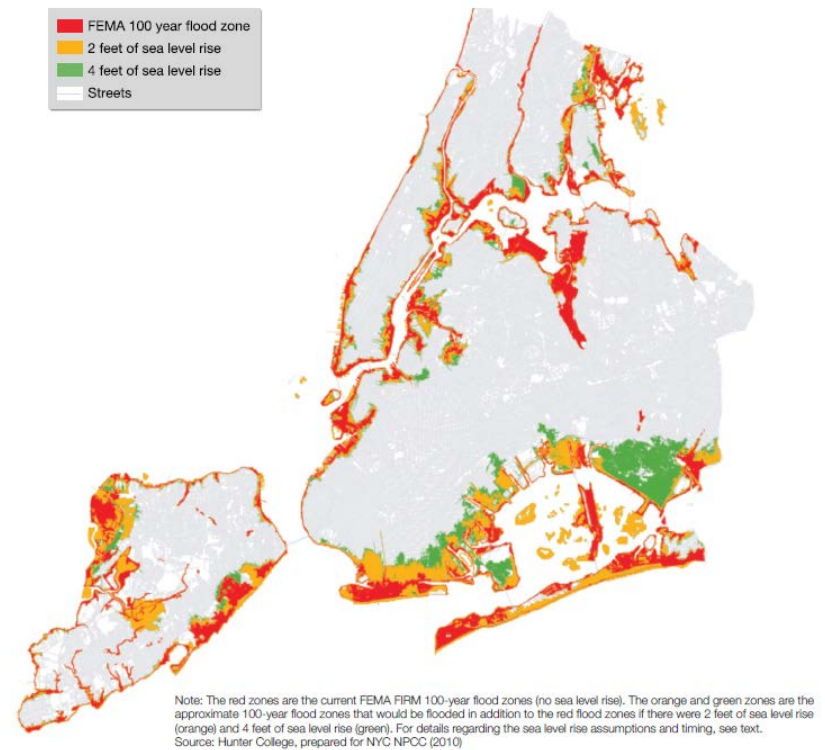 FEMA 100 year flood zone
2 feet of sea level rise
4 feet of sea level rise
Streets
Note: The red zones are the current FEMA FIRM 100-year flood zones (no sea level rise). The orange and green zones are the
approximate 100-year flood zones that would be flooded in addition to the red flood zones if there were 2 feet of sea level rise
(orange) and 4 feet of sea level rise (green). For details regarding the sea level rise assumptions and timing, see text.
Source: Hunter College, prepared for NYC NPCC (2010)